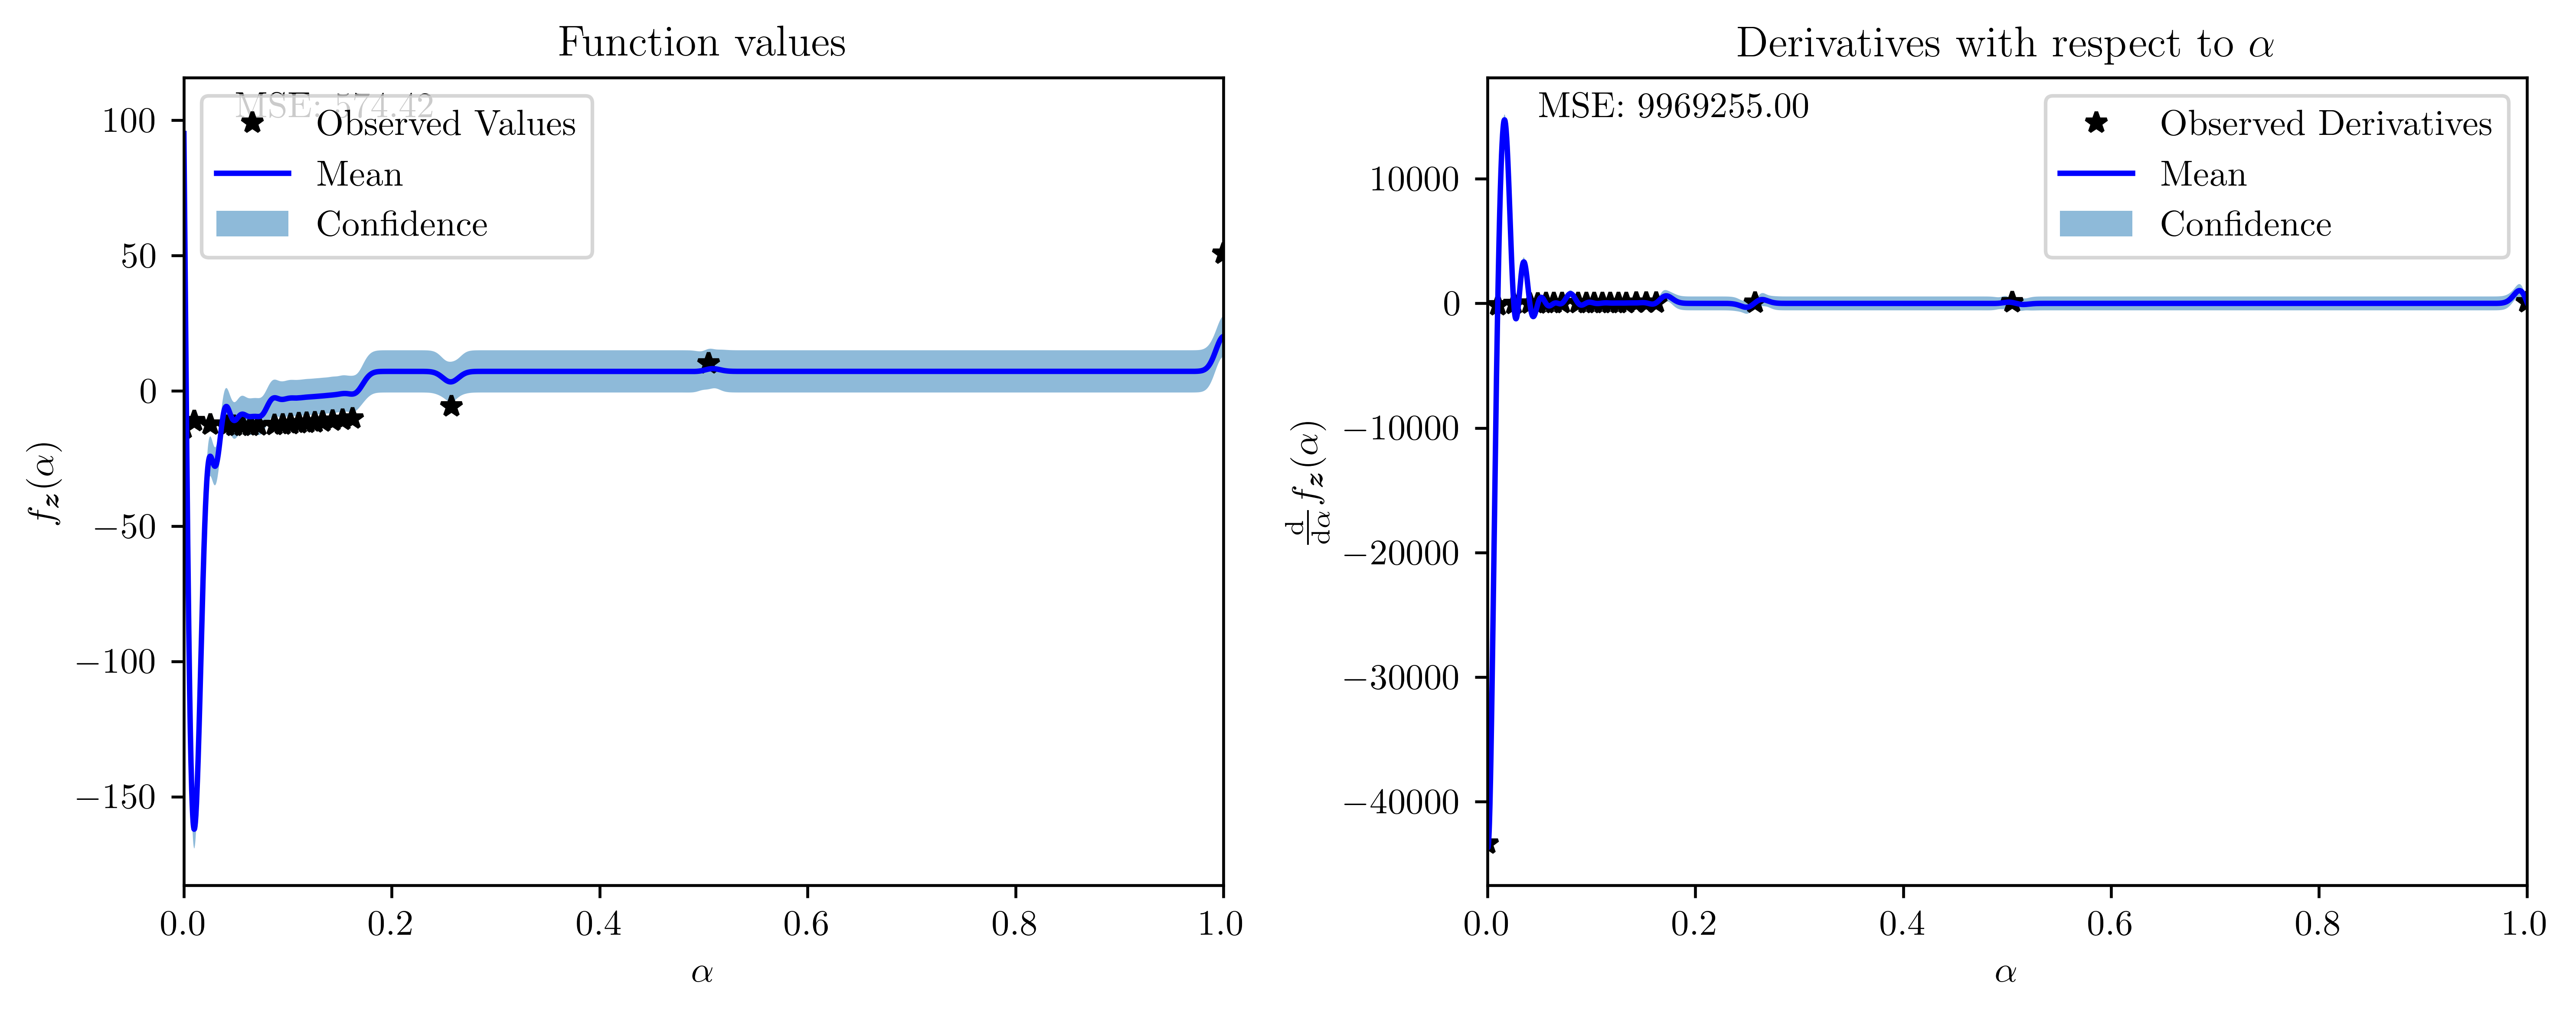 Function values
MSE: 574.42
Observed Values
Mean
Confidence
100
50
0
−50
−100
−150
f_z(α)
0.0 0.2 0.4 0.6 0.8 1.0
α
Derivatives with respect to α
MSE: 9969255.00
Observed Derivatives
Mean
Confidence
10000
0
−10000
−20000
−30000
−40000
d/dα f_z(α)
0.0 0.2 0.4 0.6 0.8 1.0
α